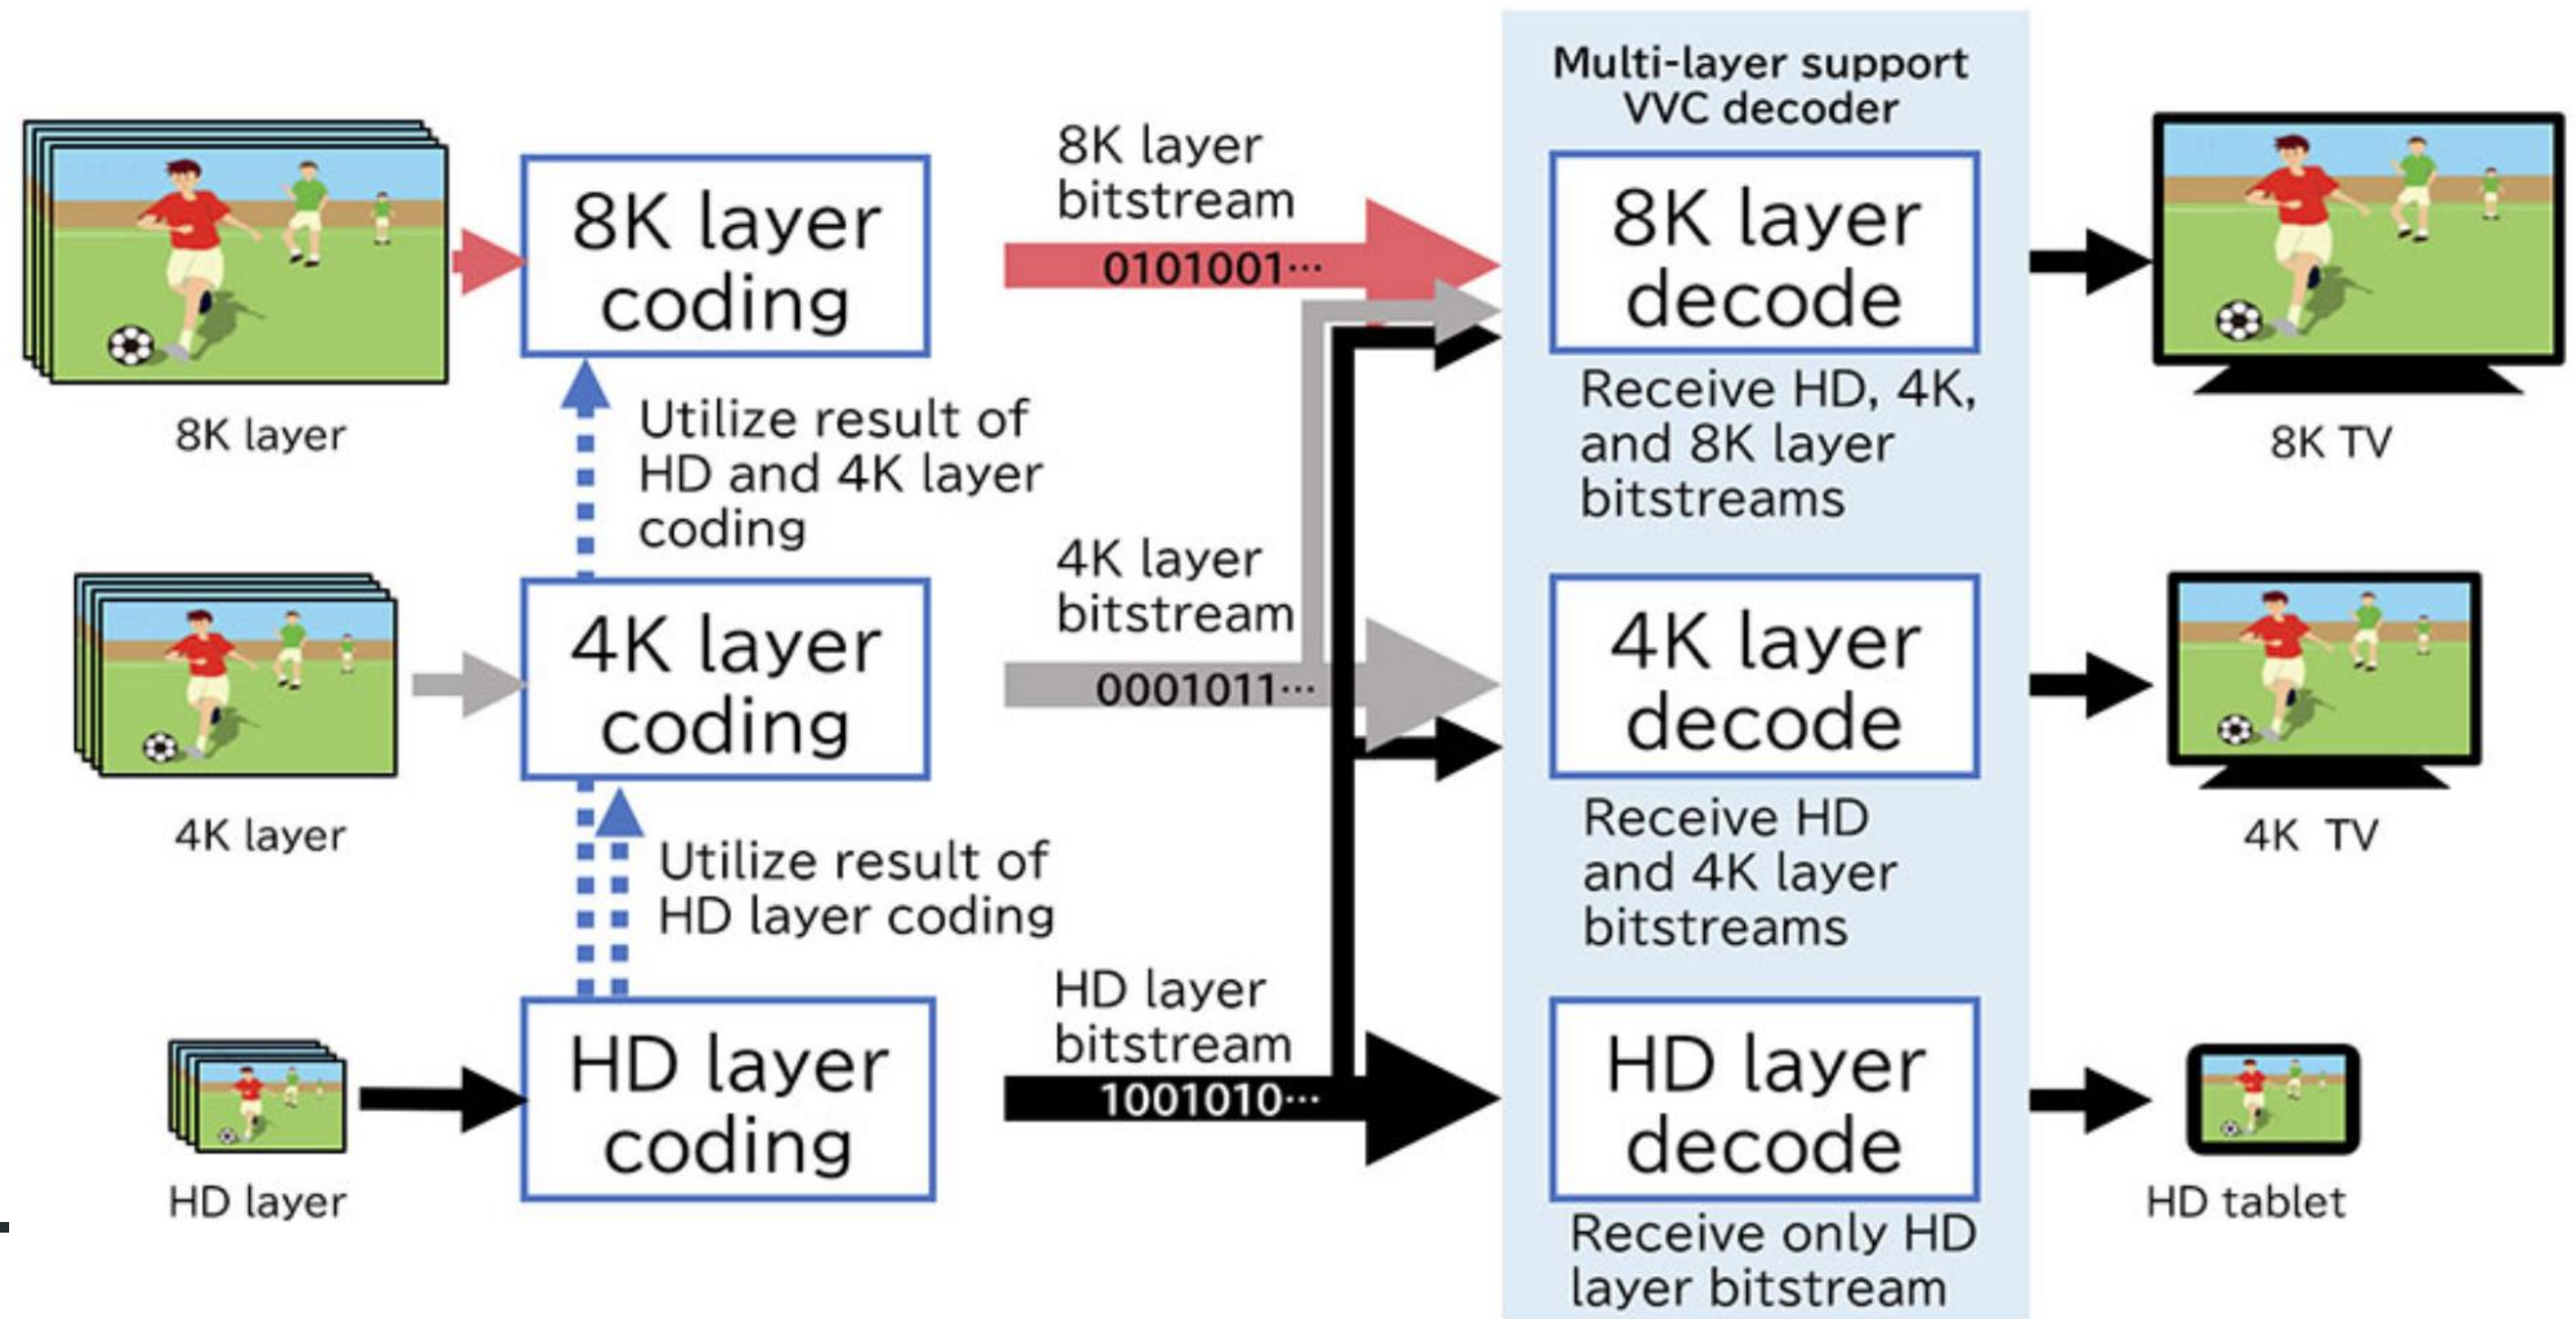 Multi-layer support
VVC decoder
8K layer
8K layer
coding
8K layer
bitstream
0101001…
8K layer
decode
Receive HD, 4K,
and 8K layer
bitstreams
8K TV
Utilize result of
HD and 4K layer
coding
4K layer
4K layer
coding
4K layer
bitstream
0001011…
4K layer
decode
Receive HD
and 4K layer
bitstreams
4K TV
Utilize result of
HD layer coding
HD layer
HD layer
coding
HD layer
bitstream
1001010…
HD layer
decode
Receive only HD
layer bitstream
HD tablet